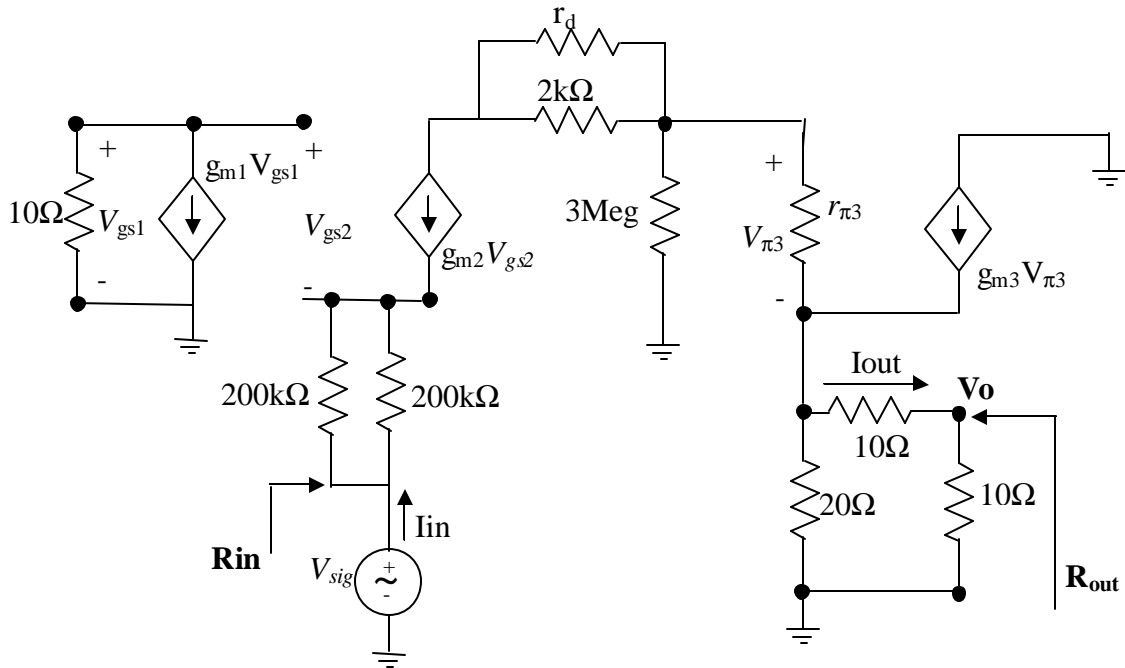 r_d
2kΩ
+
g_m1V_gs1
+
10Ω
V_gs1
-
V_gs2
g_m2V_gs2
-
3Meg
+
r_π3
V_π3
-
g_m3V_π3
200kΩ
200kΩ
Iout
Vo
10Ω
20Ω
10Ω
Rin
Iin
V_sig
+
~
-
R_out